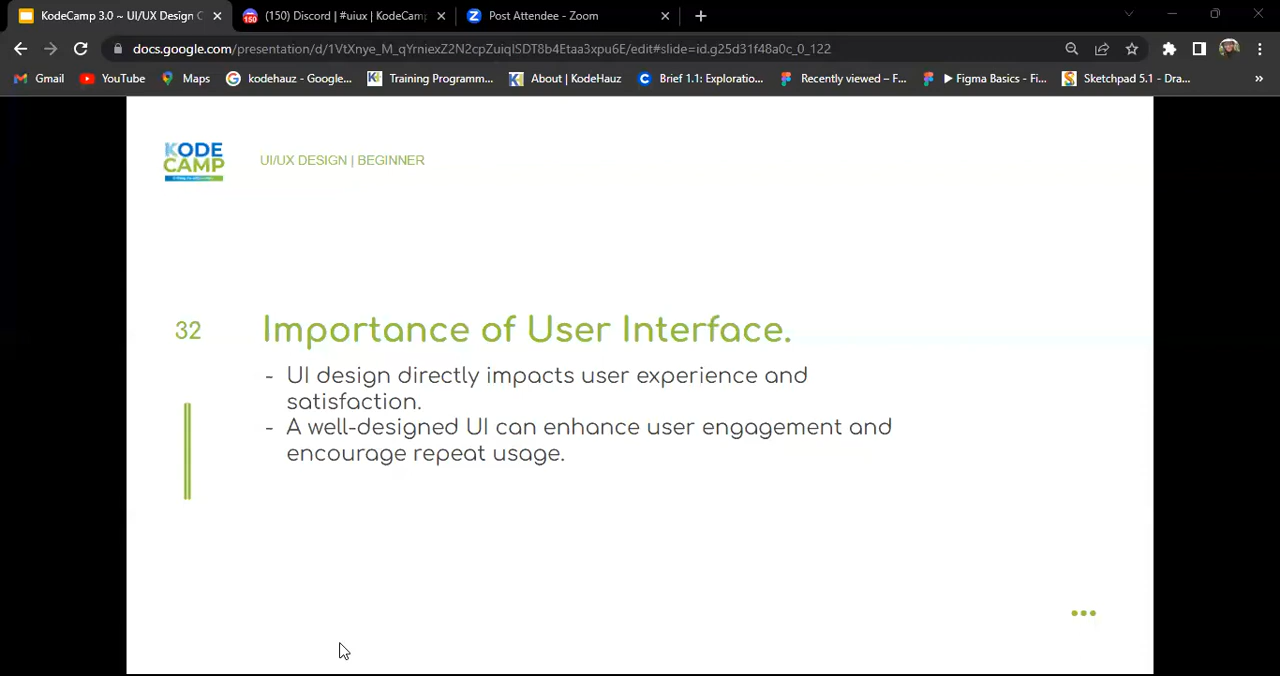 KodeCamp 3.0 ~ UI/UX Design C
150
(150) Discord | #uiux | KodeCamp
Post Attendee - Zoom
docs.google.com/presentation/d/1VtXnye_M_qYrniexZ2N2cpZuiqlSDT8b4Etaa3xpu6E/edit#slide=id.g25d31f48a0c_0_122
Gmail
YouTube
Maps
kodehauz - Google...
Training Programm...
About | KodeHauz
Brief 1.1: Exploratio...
Recently viewed – F...
Figma Basics - Fi...
Sketchpad 5.1 - Dra...
KODE
CAMP
UI/UX DESIGN | BEGINNER
32
Importance of User Interface.
- UI design directly impacts user experience and
satisfaction.
- A well-designed UI can enhance user engagement and
encourage repeat usage.